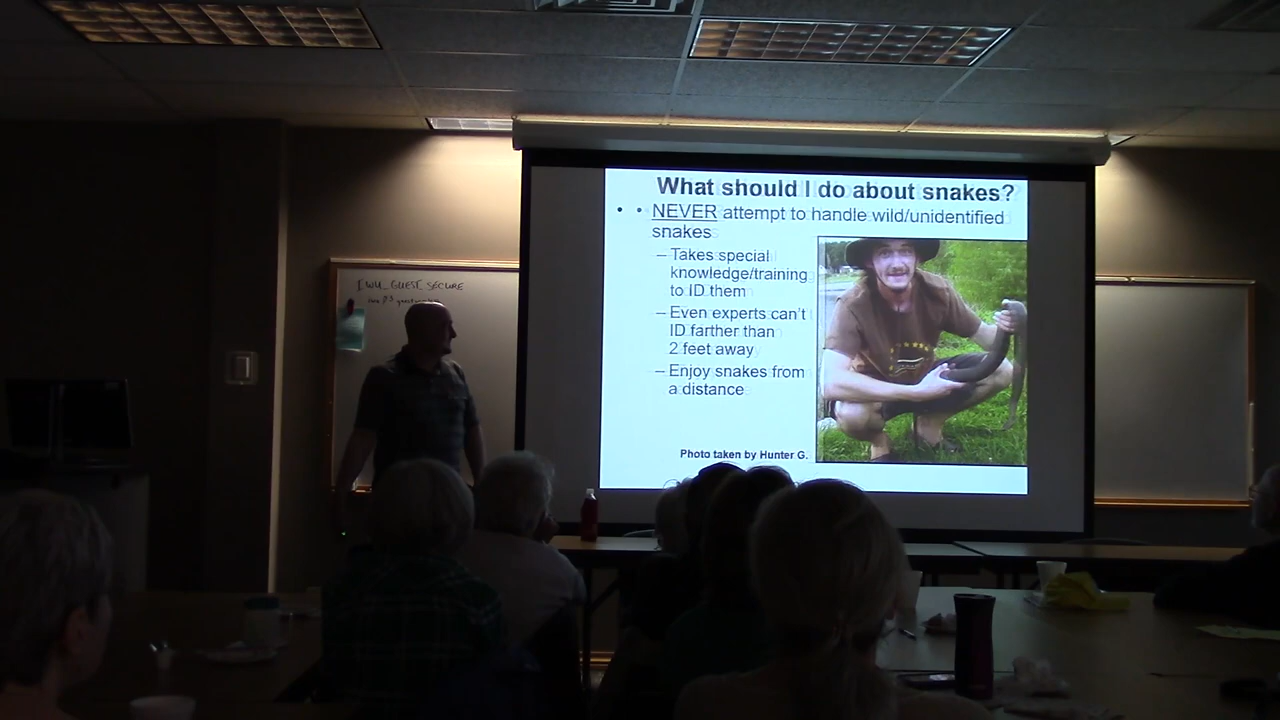 What should I do about snakes?
• • NEVER attempt to handle wild/unidentified
snakes
– Takes special
knowledge/training
to ID them
– Even experts can't
ID farther than
2 feet away
– Enjoy snakes from
a distance
Photo taken by Hunter G.
IWU_GUEST_SECURE